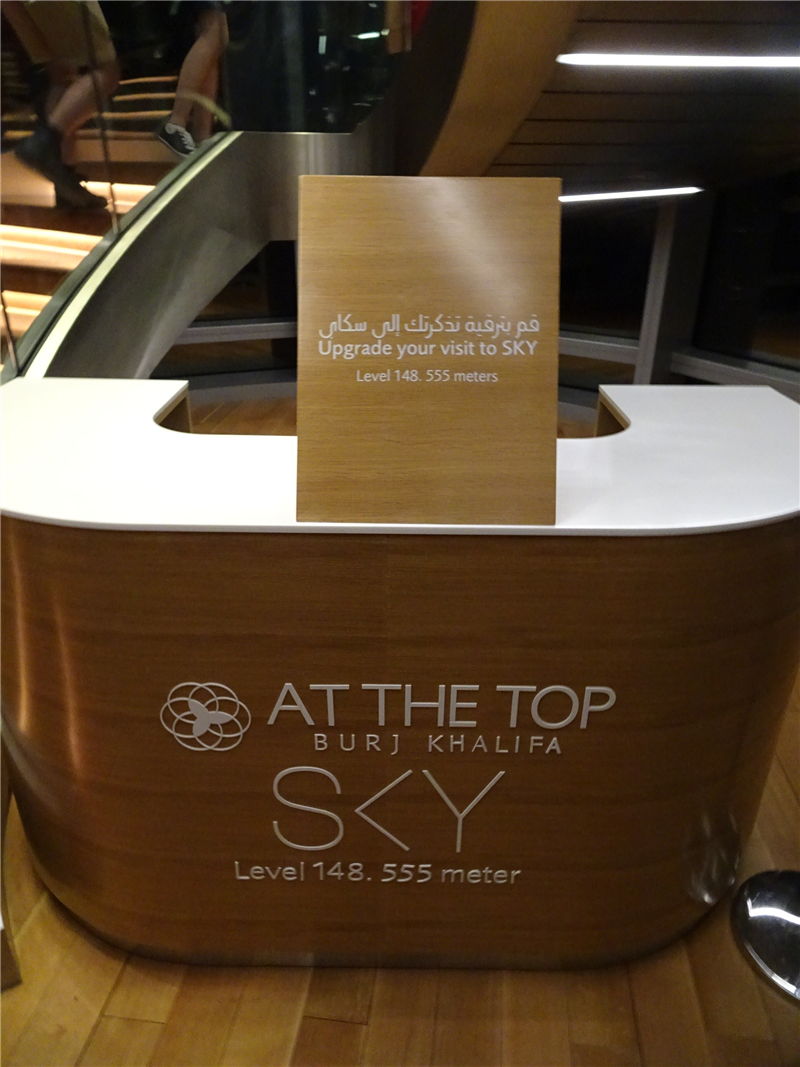 قم بترقية تذكرتك إلى سكاي
Upgrade your visit to SKY
Level 148. 555 meters
AT THE TOP
BURJ KHALIFA
SKY
Level 148. 555 meter